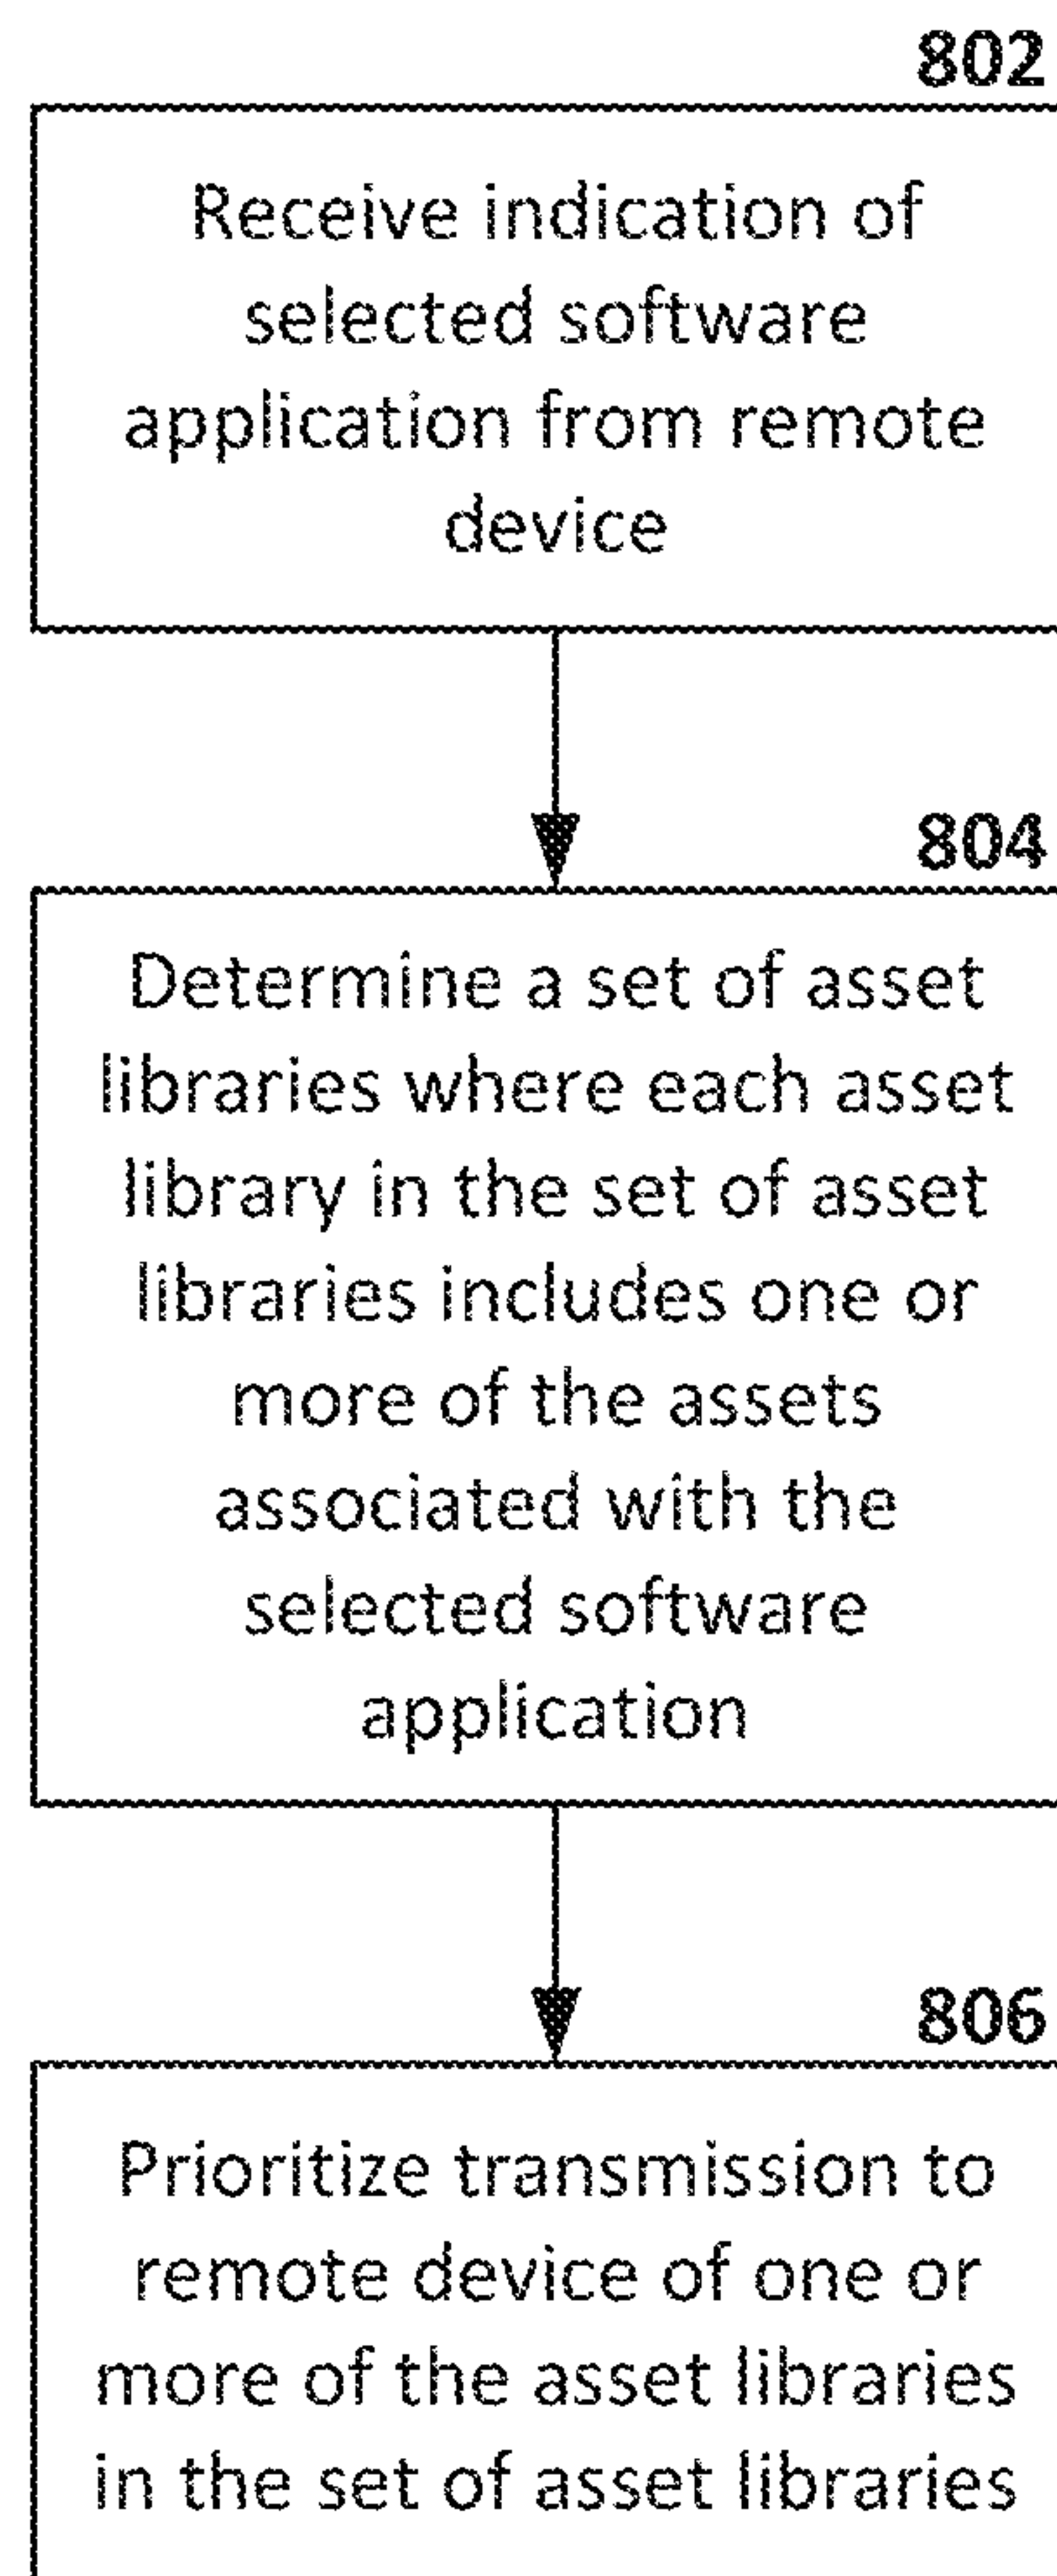 802
Receive indication of
selected software
application from remote
device
804
Determine a set of asset
libraries where each asset
library in the set of asset
libraries includes one or
more of the assets
associated with the
selected software
application
806
Prioritize transmission to
remote device of one or
more of the asset libraries
in the set of asset libraries